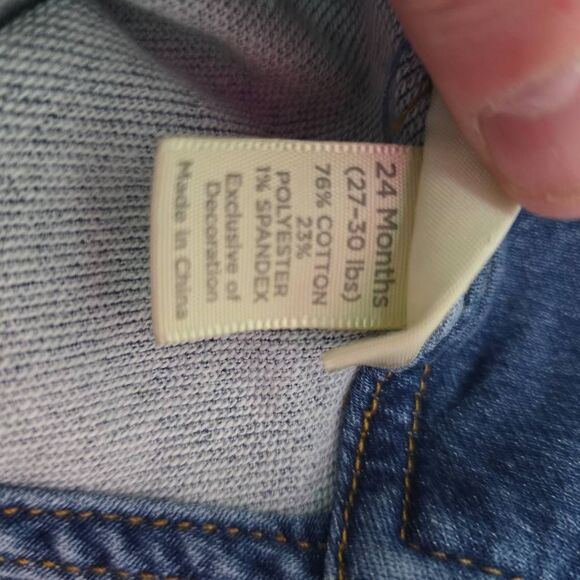 24 Months
(27-30 lbs)
76% COTTON
23%
POLYESTER
1% SPANDEX
Exclusive of
Decoration
Made in China